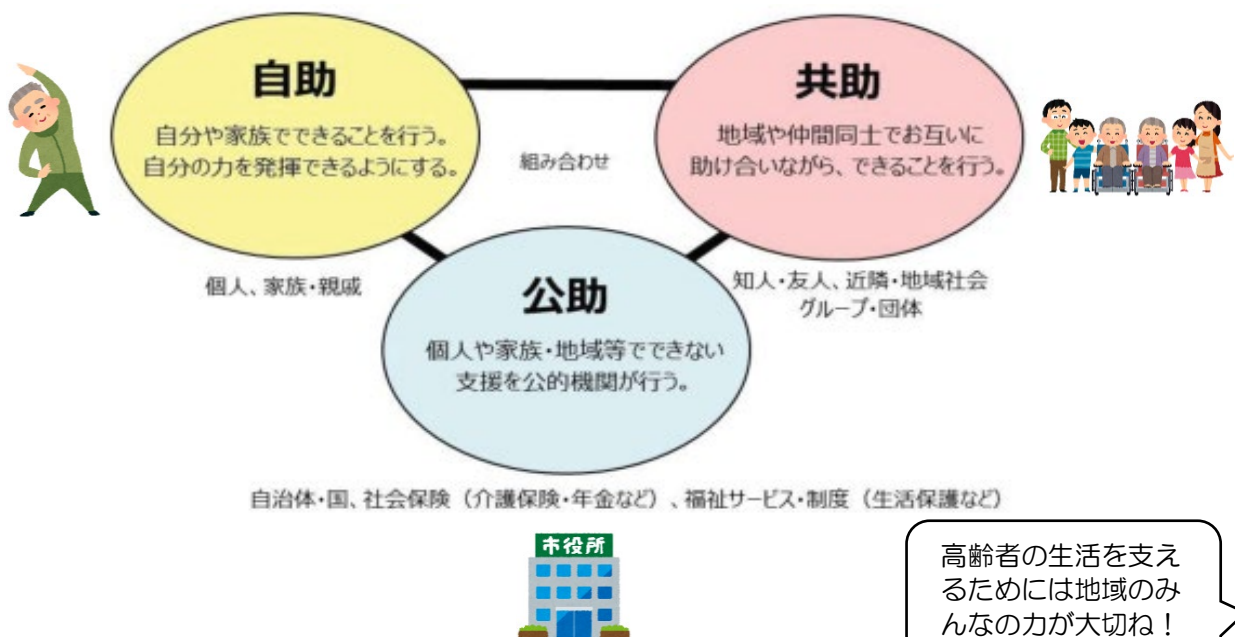 自助
自分や家族でできることを行う。
自分の力を発揮できるようにする。
共助
地域や仲間同士でお互いに
助け合いながら、できることを行う。
組み合わせ
個人、家族・親戚
知人・友人、近隣・地域社会
グループ・団体
公助
個人や家族・地域等でできない
支援を公的機関が行う。
自治体・国、社会保険（介護保険・年金など）、福祉サービス・制度（生活保護など）
市役所
高齢者の生活を支え
るためには地域のみ
んなの力が大切ね！